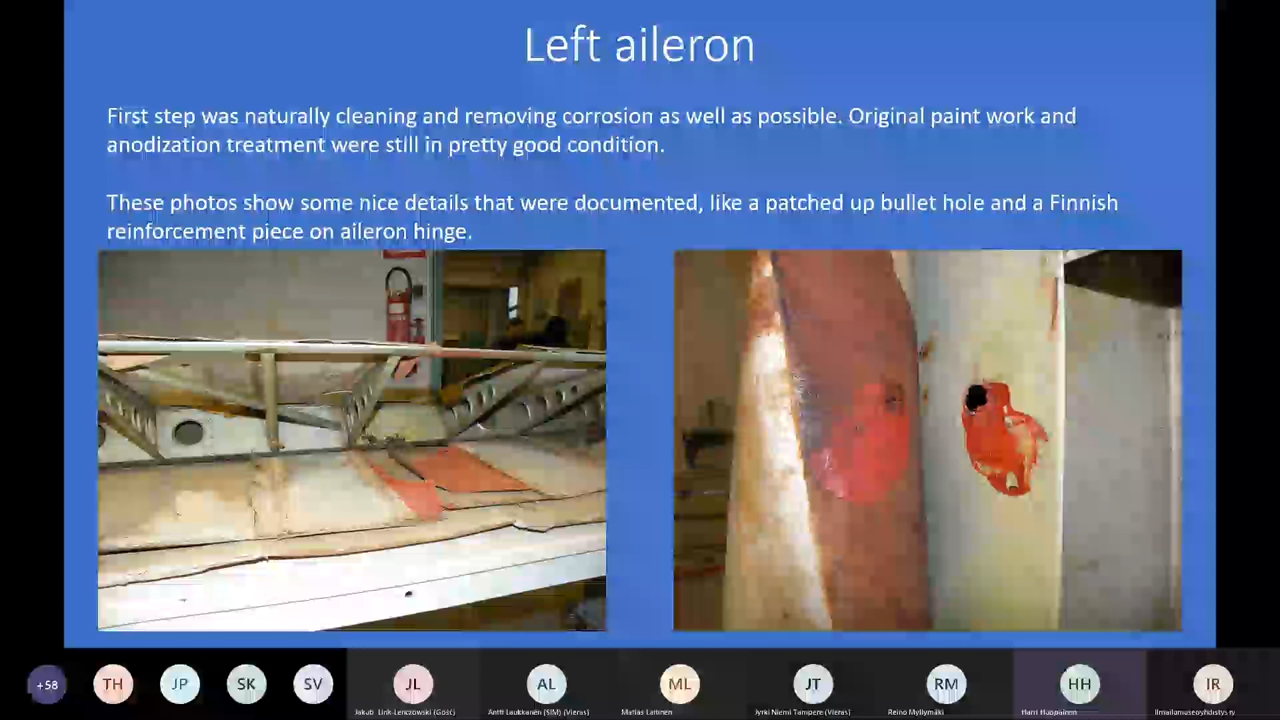 Left aileron
First step was naturally cleaning and removing corrosion as well as possible. Original paint work and
anodization treatment were still in pretty good condition.
These photos show some nice details that were documented, like a patched up bullet hole and a Finnish
reinforcement piece on aileron hinge.
+58
TH
JP
SK
SV
JL
AL
ML
JT
RM
HH
IR
Jakub Link-Lenczowski (Gość)
Antti Laukkanen (SIM) (Vieras)
Matias Laitinen
Jyrki Niemi Tampere (Vieras)
Reino Myllymäki
Harri Huopainen
Ilmailumuseoyhdistys ry